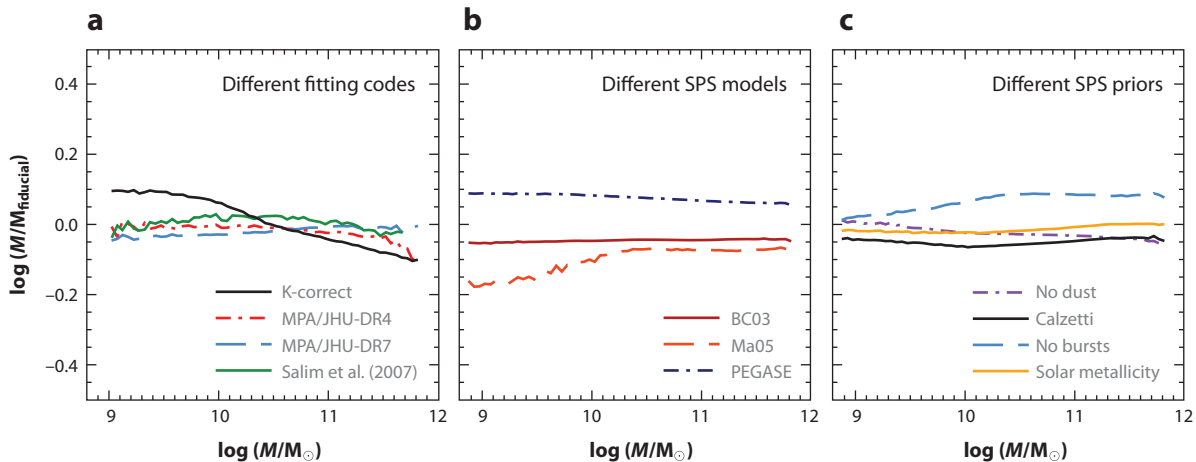 a
b
c
Different fitting codes
Different SPS models
Different SPS priors
log (M/M_fiducial)
0.4
0.2
0.0
−0.2
−0.4
K-correct
MPA/JHU-DR4
MPA/JHU-DR7
Salim et al. (2007)
BC03
Ma05
PEGASE
No dust
Calzetti
No bursts
Solar metallicity
9
10
11
12
9
10
11
12
9
10
11
12
log (M/M☉)
log (M/M☉)
log (M/M☉)